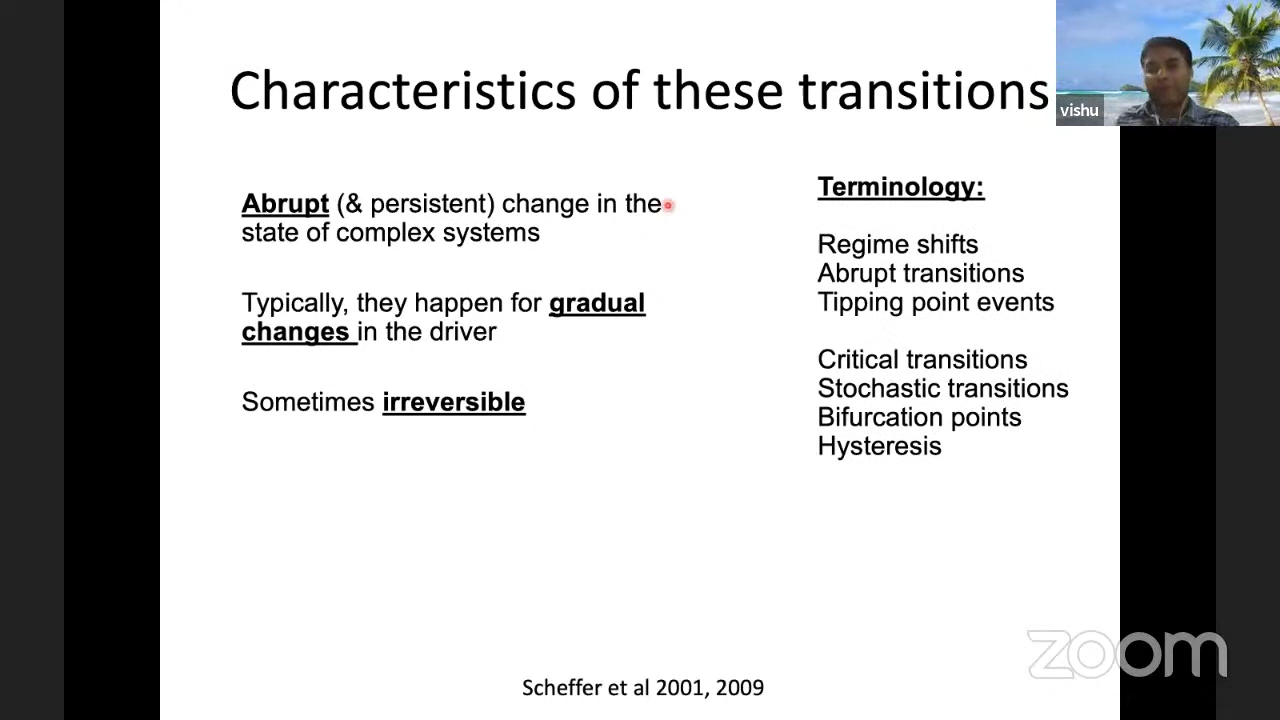 Characteristics of these transitions
vishu
Abrupt (& persistent) change in the
state of complex systems
Typically, they happen for gradual
changes in the driver
Sometimes irreversible
Terminology:
Regime shifts
Abrupt transitions
Tipping point events
Critical transitions
Stochastic transitions
Bifurcation points
Hysteresis
zoom
Scheffer et al 2001, 2009